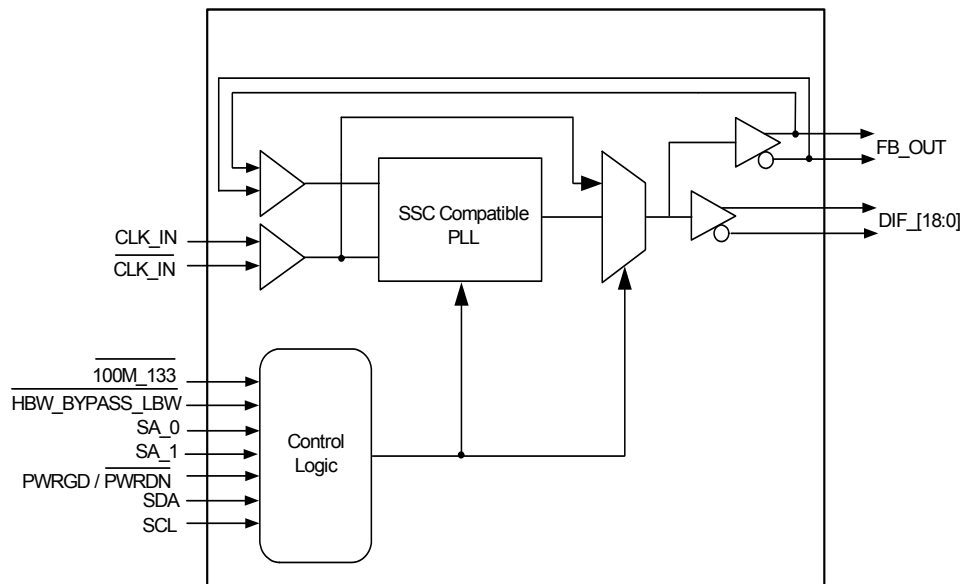 FB_OUT
SSC Compatible
PLL
DIF_[18:0]
CLK_IN
CLK_IN
100M_133
HBW_BYPASS_LBW
SA_0
SA_1
PWRGD / PWRDN
SDA
SCL
Control
Logic